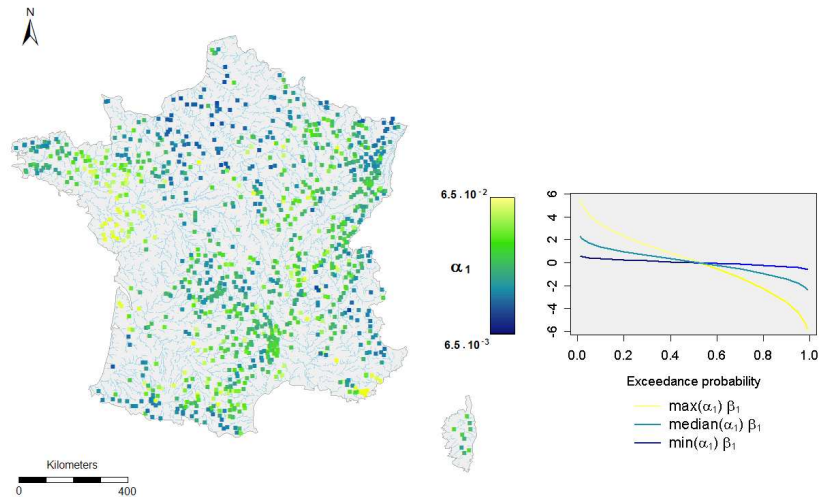 N
6.5.10⁻²
α₁
6.5.10⁻³
6
4
2
0
-2
-4
-6
0.0 0.2 0.4 0.6 0.8 1.0
Exceedance probability
max(α₁) β₁
median(α₁) β₁
min(α₁) β₁
Kilometers
0 400